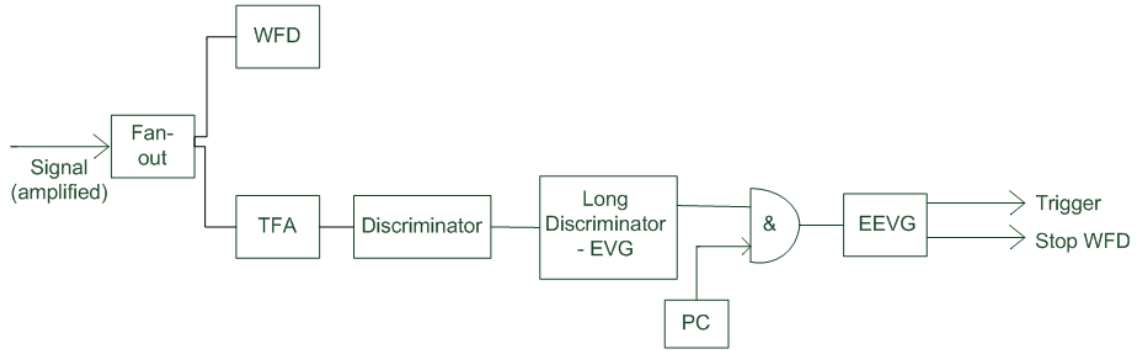 WFD
Fan-
out
Signal
(amplified)
TFA
Discriminator
Long
Discriminator
- EVG
&
PC
EEVG
Trigger
Stop WFD